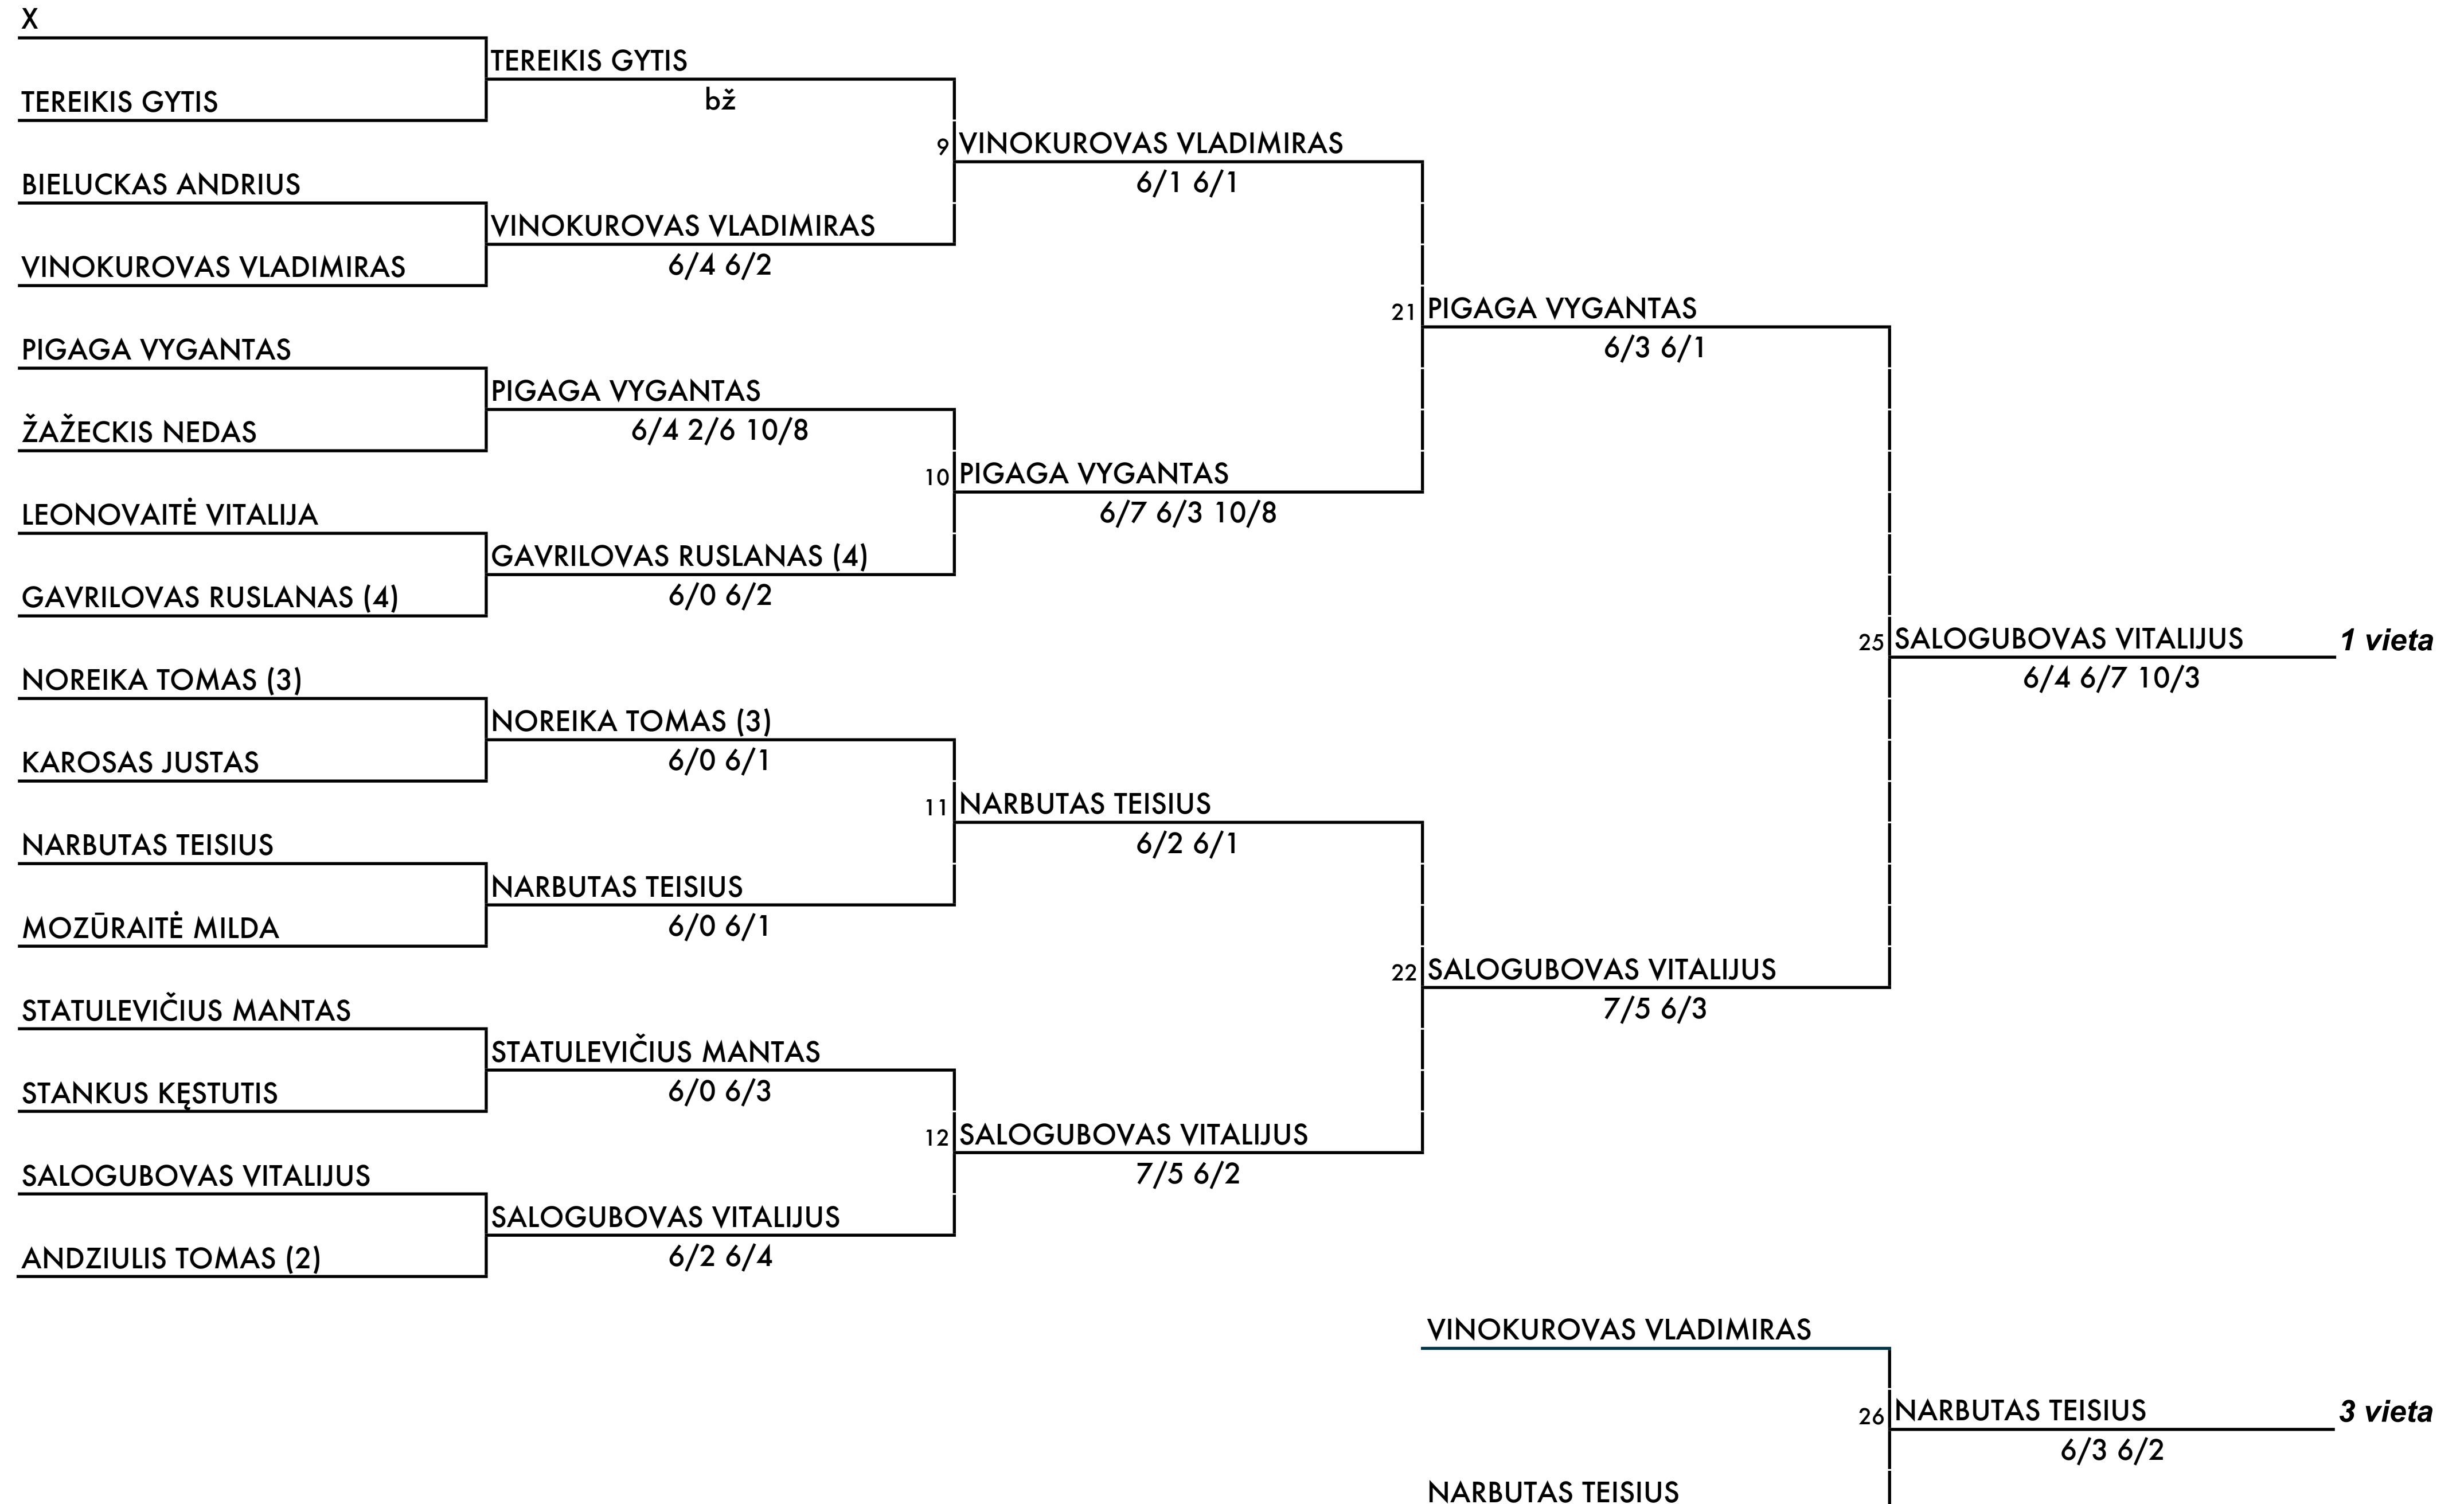 X
TEREIKIS GYTIS
TEREIKIS GYTIS
bž
9 VINOKUROVAS VLADIMIRAS
6/1 6/1
BIELUCKAS ANDRIUS
VINOKUROVAS VLADIMIRAS
6/4 6/2
VINOKUROVAS VLADIMIRAS
21 PIGAGA VYGANTAS
6/3 6/1
PIGAGA VYGANTAS
PIGAGA VYGANTAS
6/4 2/6 10/8
ŽAŽECKIS NEDAS
10 PIGAGA VYGANTAS
6/7 6/3 10/8
LEONOVAITĖ VITALIJA
GAVRILOVAS RUSLANAS (4)
6/0 6/2
GAVRILOVAS RUSLANAS (4)
25 SALOGUBOVAS VITALIJUS 1 vieta
6/4 6/7 10/3
NOREIKA TOMAS (3)
NOREIKA TOMAS (3)
6/0 6/1
KAROSAS JUSTAS
11 NARBUTAS TEISIUS
6/2 6/1
NARBUTAS TEISIUS
NARBUTAS TEISIUS
6/0 6/1
MOZŪRAITĖ MILDA
22 SALOGUBOVAS VITALIJUS
7/5 6/3
STATULEVIČIUS MANTAS
STATULEVIČIUS MANTAS
6/0 6/3
STANKUS KĘSTUTIS
12 SALOGUBOVAS VITALIJUS
7/5 6/2
SALOGUBOVAS VITALIJUS
SALOGUBOVAS VITALIJUS
6/2 6/4
ANDZIULIS TOMAS (2)
VINOKUROVAS VLADIMIRAS
26 NARBUTAS TEISIUS 3 vieta
6/3 6/2
NARBUTAS TEISIUS